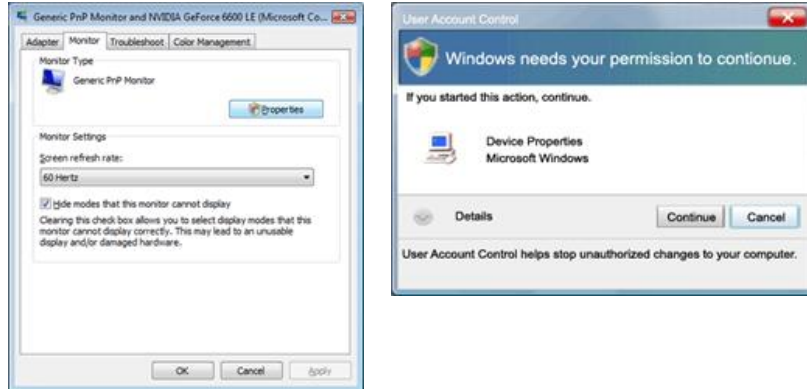 Generic PnP Monitor and NVIDIA GeForce 6600 LE (Microsoft Co...
Adapter Monitor Troubleshoot Color Management
Monitor Type
Generic PnP Monitor
Properties
Monitor Settings
Screen refresh rate:
60 Hertz
Hide modes that this monitor cannot display
Clearing this check box allows you to select display modes that this
monitor cannot display correctly. This may lead to an unusable
display and/or damaged hardware.
OK Cancel Apply
User Account Control
Windows needs your permission to contionue.
If you started this action, continue.
Device Properties
Microsoft Windows
Details Continue Cancel
User Account Control helps stop unauthorized changes to your computer.